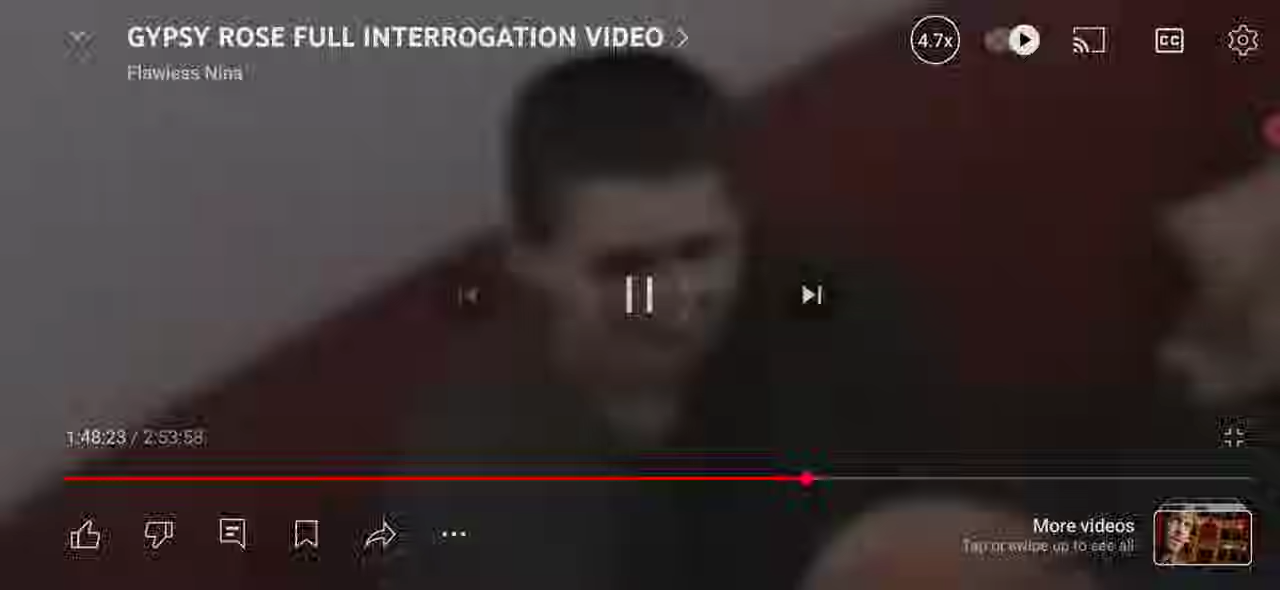 GYPSY ROSE FULL INTERROGATION VIDEO
Flawless Nina
4.7x
CC
1:48:23 / 2:53:58
More videos
Tap or swipe up to see all